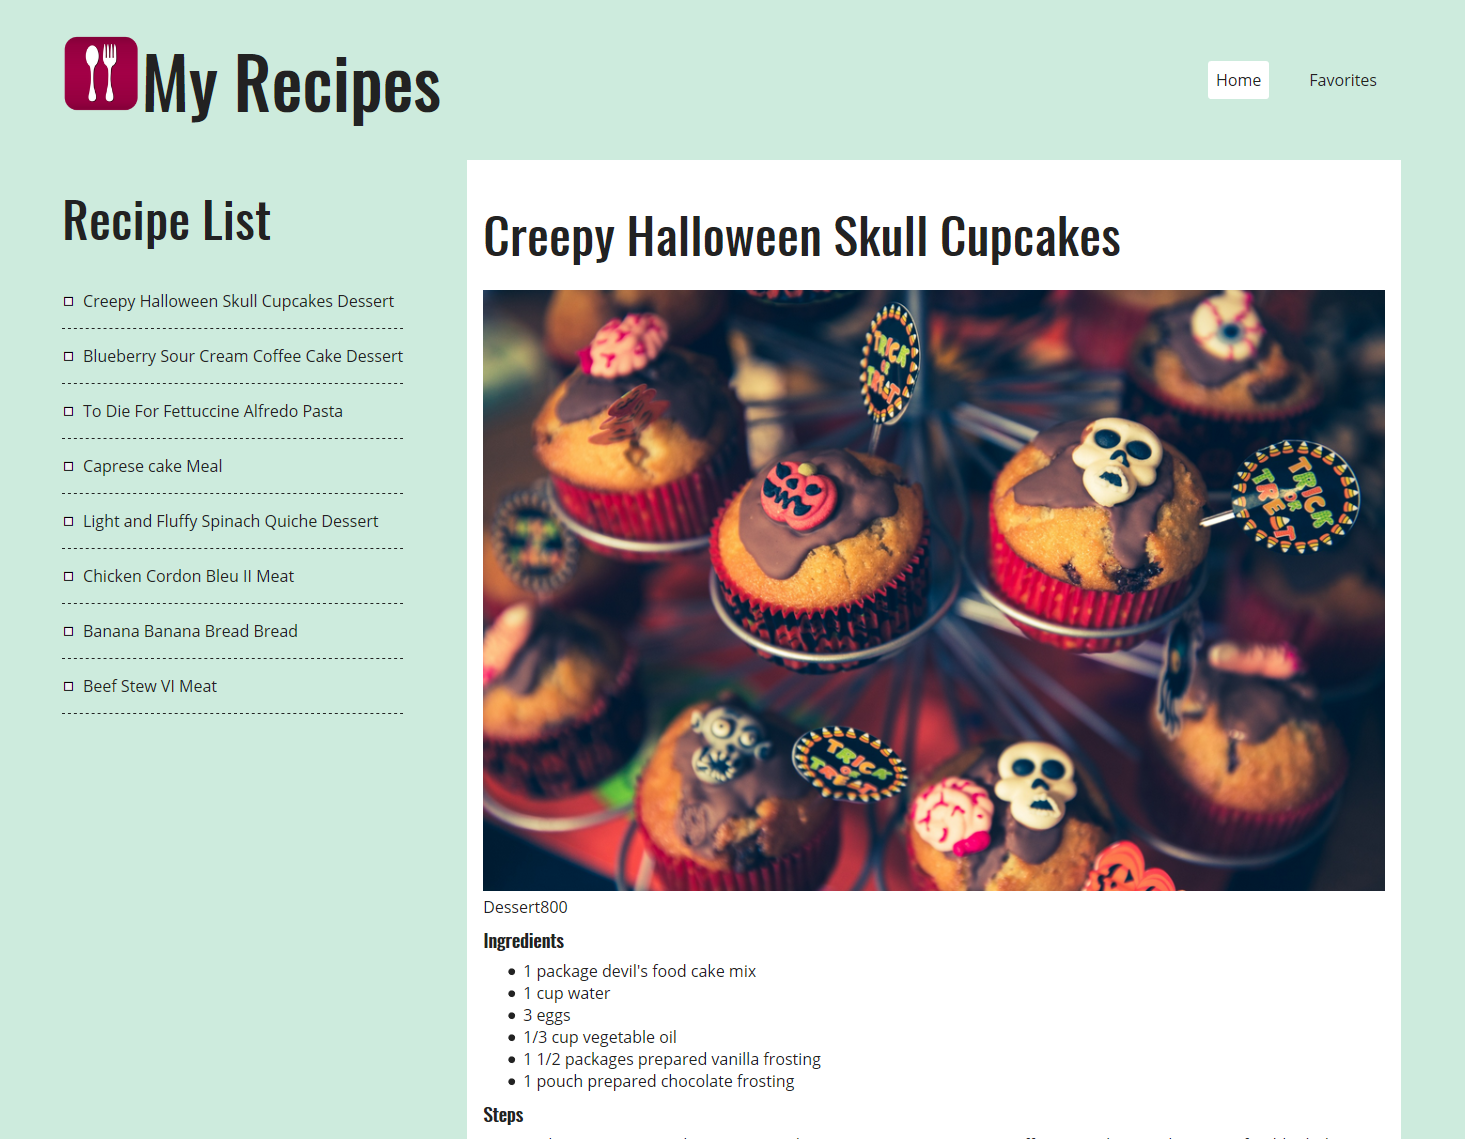 My Recipes
Home
Favorites
Recipe List
Creepy Halloween Skull Cupcakes Dessert
Blueberry Sour Cream Coffee Cake Dessert
To Die For Fettuccine Alfredo Pasta
Caprese cake Meal
Light and Fluffy Spinach Quiche Dessert
Chicken Cordon Bleu II Meat
Banana Banana Bread Bread
Beef Stew VI Meat
Creepy Halloween Skull Cupcakes
TRICK
OR
TREAT
TRICK
OR
TREAT
TRICK
OR
TREAT
Dessert800
Ingredients
1 package devil's food cake mix
1 cup water
3 eggs
1/3 cup vegetable oil
1 1/2 packages prepared vanilla frosting
1 pouch prepared chocolate frosting
Steps